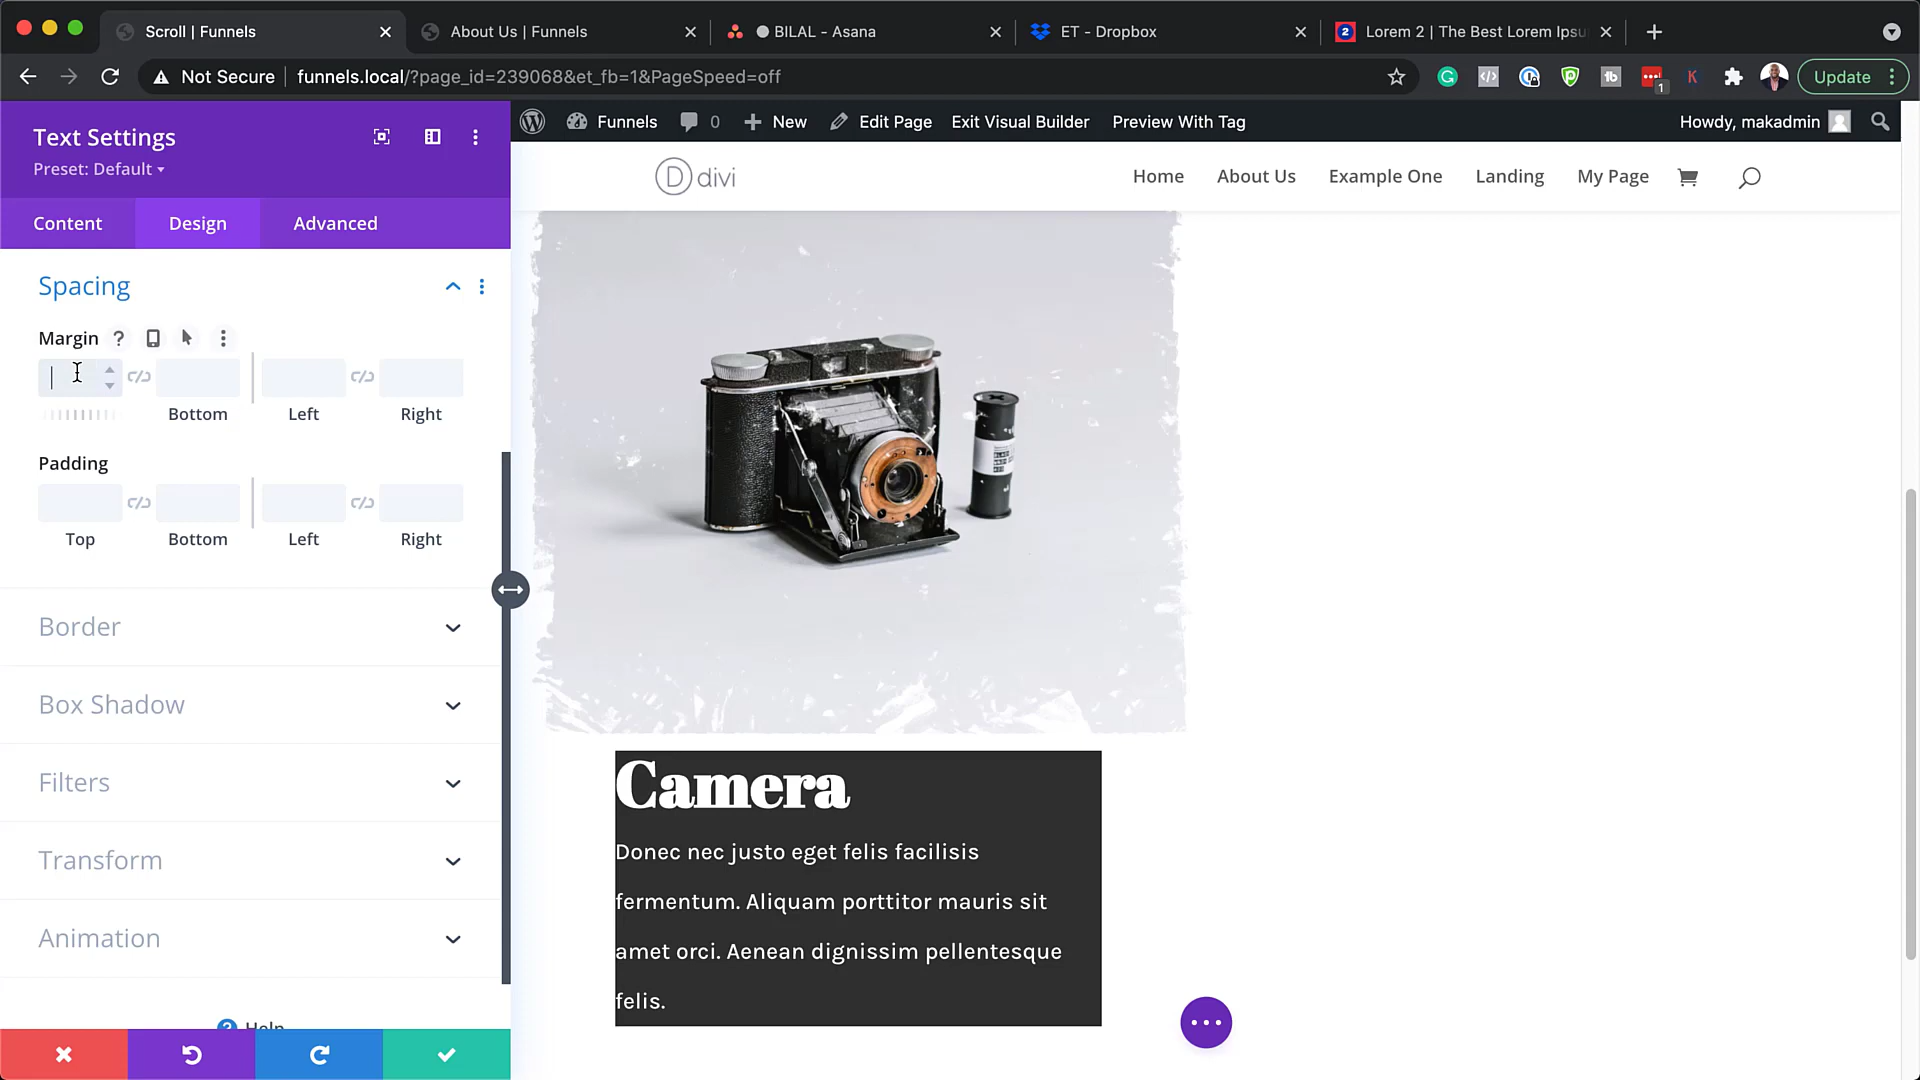 Scroll | Funnels
About Us | Funnels
BILAL - Asana
ET - Dropbox
Lorem 2 | The Best Lorem Ipsu
Not Secure
funnels.local/?page_id=239068&et_fb=1&PageSpeed=off
1
Update
Text Settings
Preset: Default
Funnels
0
New
Edit Page
Exit Visual Builder
Preview With Tag
Howdy, makadmin
D divi
Home
About Us
Example One
Landing
My Page
Content
Design
Advanced
Spacing
Margin
Bottom
Left
Right
Padding
Top
Bottom
Left
Right
Border
Box Shadow
Filters
Transform
Animation
Help
Camera
Donec nec justo eget felis facilisis
fermentum. Aliquam porttitor mauris sit
amet orci. Aenean dignissim pellentesque
felis.